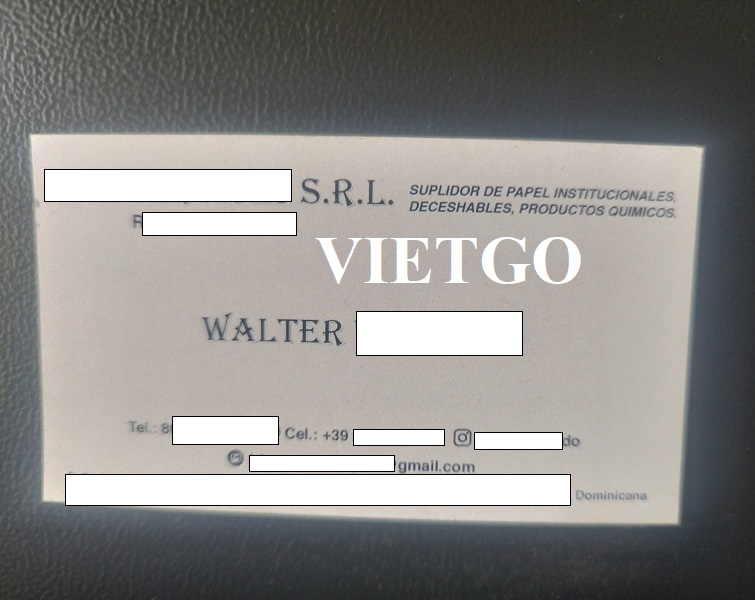 S.R.L.
SUPLIDOR DE PAPEL INSTITUCIONALES,
DECESHABLES, PRODUCTOS QUIMICOS.
R
VIETGO
WALTER
Tel.: 8 Cel.: +39 do
gmail.com
Dominicana